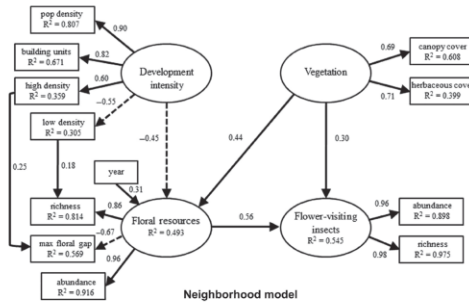 pop density
R² = 0.807
0.90
building units
R² = 0.671
0.82
high density
R² = 0.359
0.60
low density
R² = 0.305
−0.55
Development
intensity
Vegetation
0.69
canopy cover
R² = 0.608
0.71
herbaceous cover
R² = 0.399
−0.45
0.44
0.30
0.25
0.18
year
0.31
richness
R² = 0.814
0.86
max floral gap
R² = 0.569
−0.67
abundance
R² = 0.916
0.96
Floral resources
R² = 0.493
0.56
Flower-visiting
insects
R² = 0.545
0.96
abundance
R² = 0.898
0.98
richness
R² = 0.975
Neighborhood model